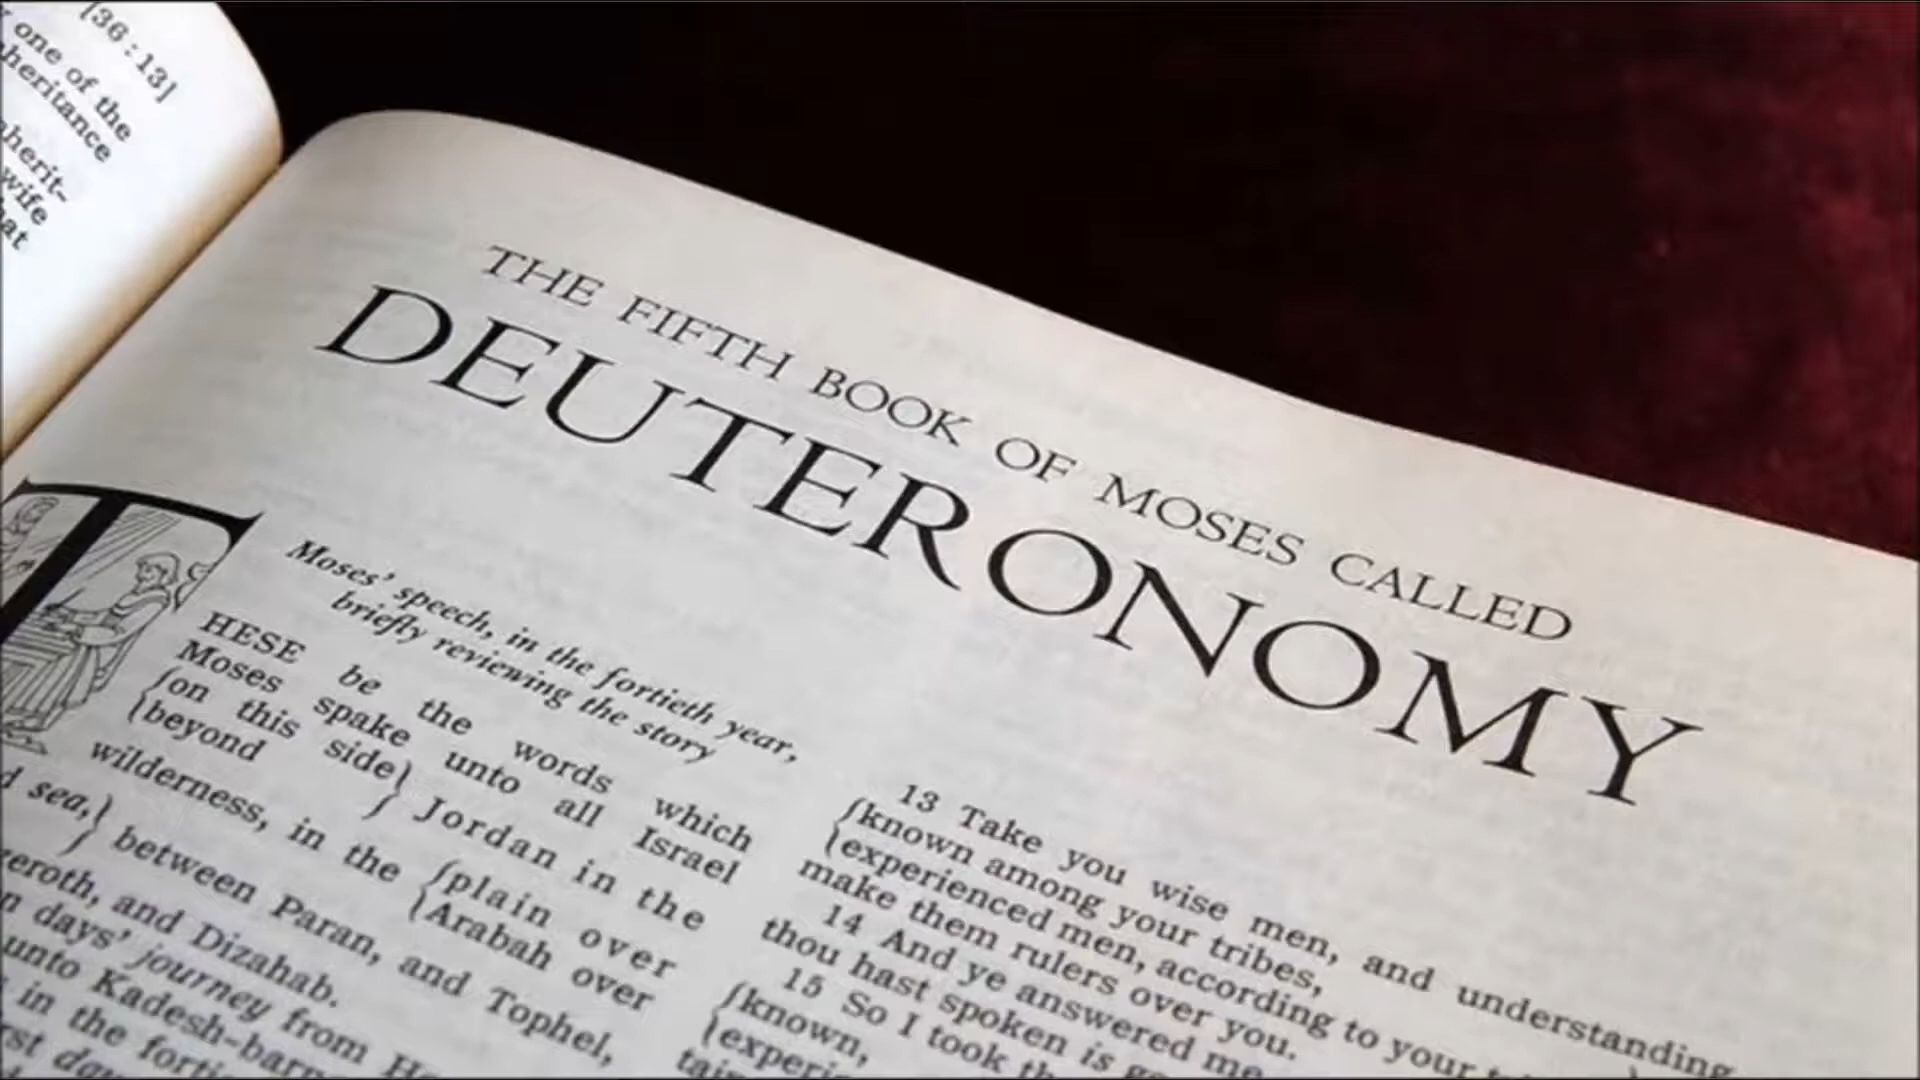 [36:13]
one of the
heritance
herit-
wife
at
THE FIFTH BOOK OF MOSES CALLED
DEUTERONOMY
Moses' speech, in the fortieth year,
briefly reviewing the story
THESE be the words which
Moses spake unto all Israel
on this side
beyond
Jordan in the
wilderness, in the
plain over
Arabah over
sea,
between Paran, and Tophel,
eroth, and Dizahab.
days' journey from
unto Kadesh-barn
in the fortie
13 Take you wise men, and understanding
known among your tribes,
experienced men, according to your
make them rulers over you.
14 And ye answered me
thou hast spoken is
15 So I took
known,
experi